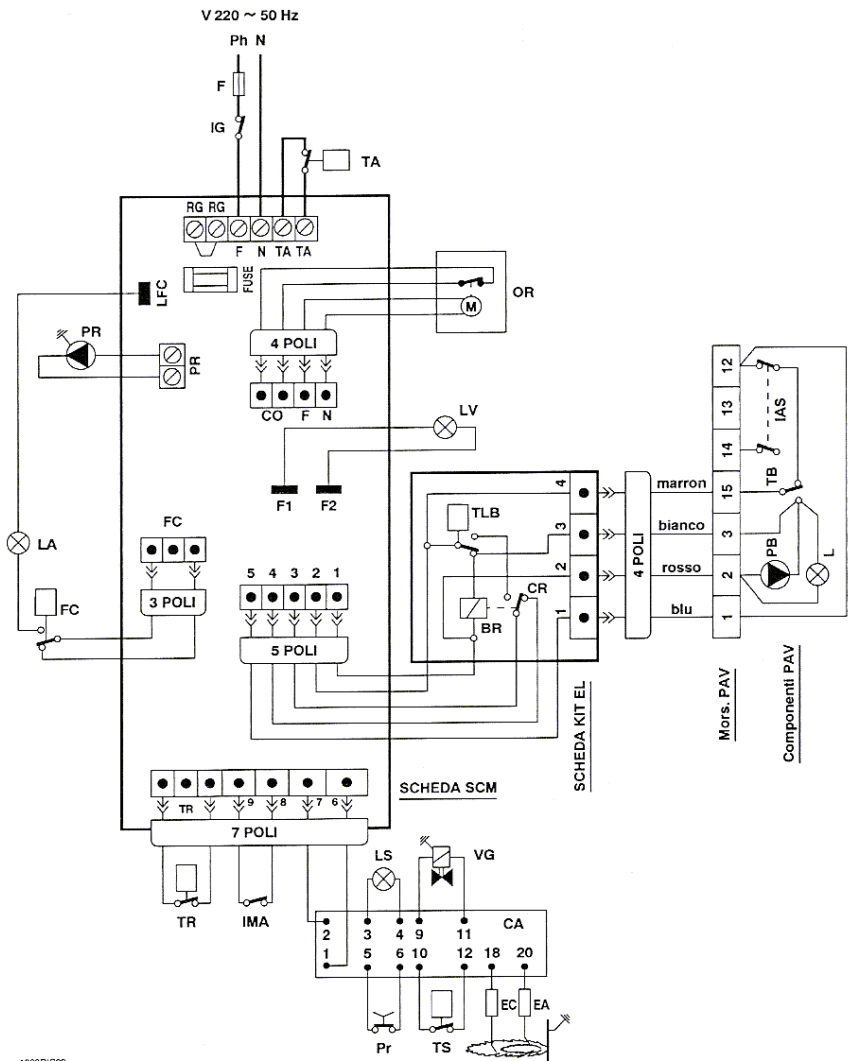 V 220 ~ 50 Hz
Ph N
F
IG
TA
RG RG
F N TA TA
FUSE
LFC
OR
M
PR
PR
4 POLI
CO F N
LV
F1 F2
12
13
14
15
3
2
1
IAS
TB
PB
L
marron
bianco
rosso
blu
4 POLI
4
3
2
1
TLB
CR
BR
LA
FC
FC
3 POLI
5 4 3 2 1
5 POLI
SCHEDA KIT EL
Mors. PAV
Componenti PAV
SCHEDA SCM
TR 9 8 7 6
7 POLI
TR IMA
LS VG
CA
2 3 4 9 11
1 5 6 10 12 18 20
EC EA
Pr TS